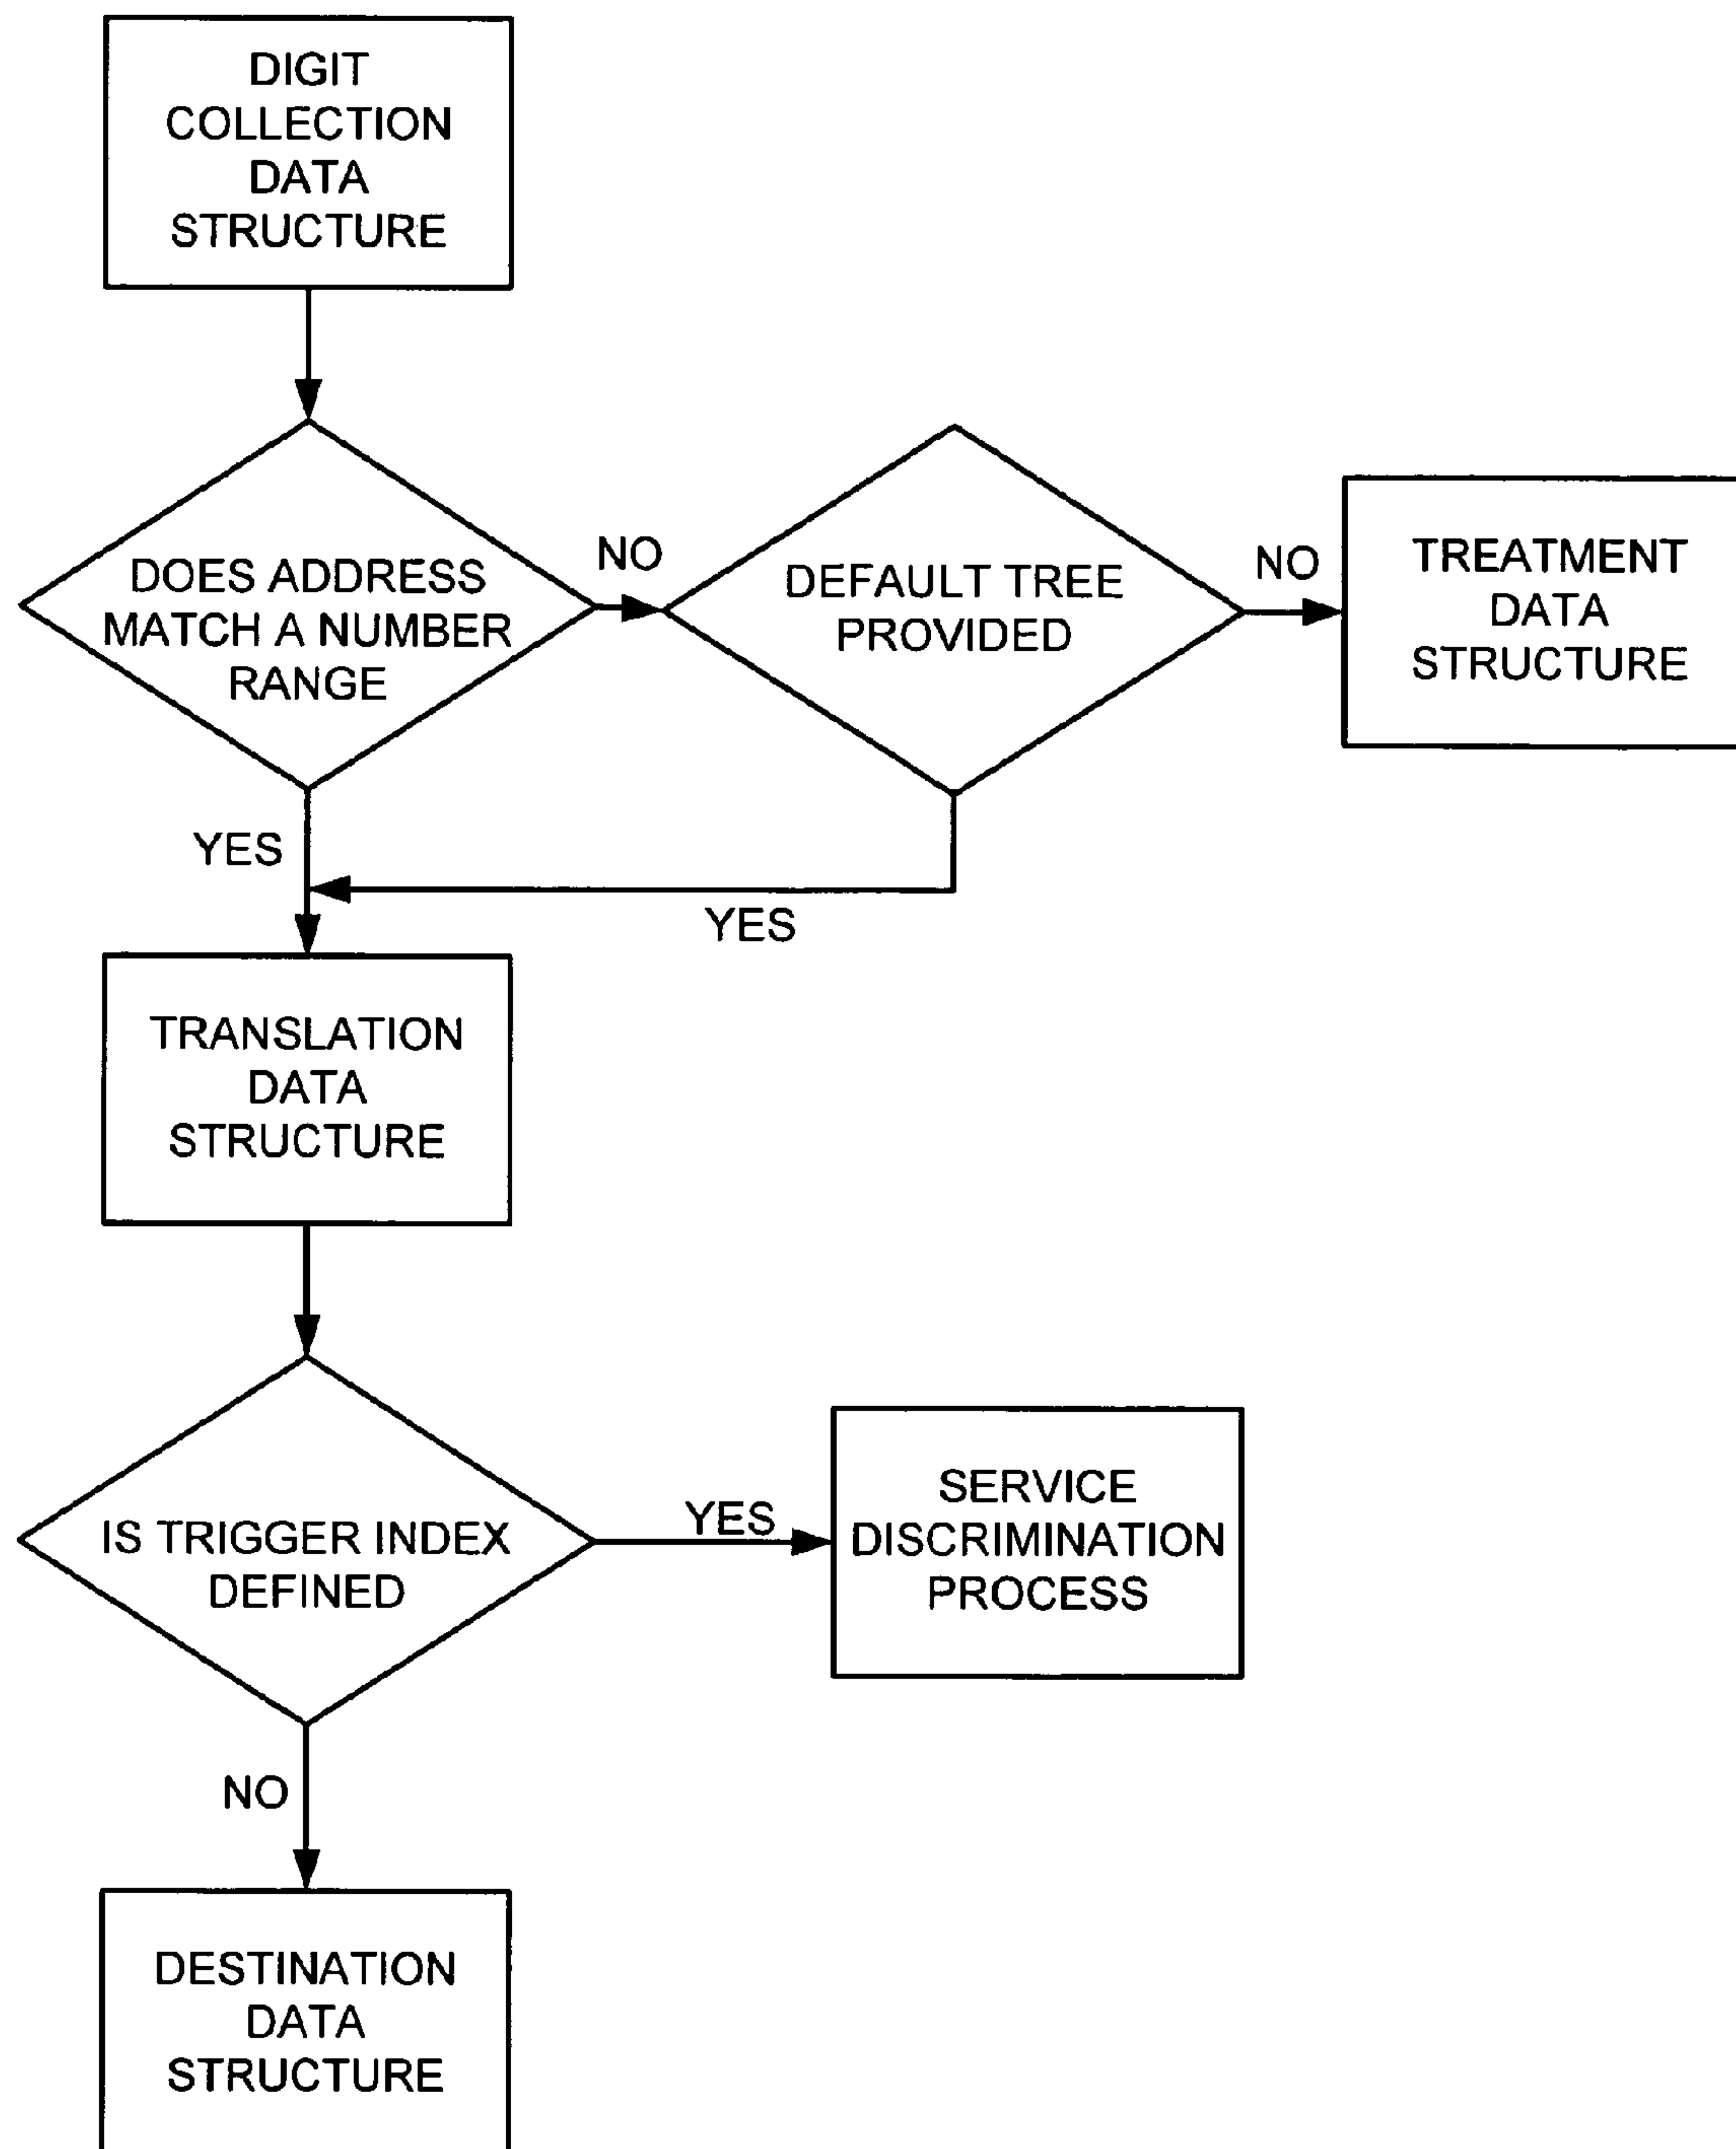 DIGIT
COLLECTION
DATA
STRUCTURE
DOES ADDRESS
MATCH A NUMBER
RANGE
NO
DEFAULT TREE
PROVIDED
NO
TREATMENT
DATA
STRUCTURE
YES
YES
TRANSLATION
DATA
STRUCTURE
IS TRIGGER INDEX
DEFINED
YES
SERVICE
DISCRIMINATION
PROCESS
NO
DESTINATION
DATA
STRUCTURE